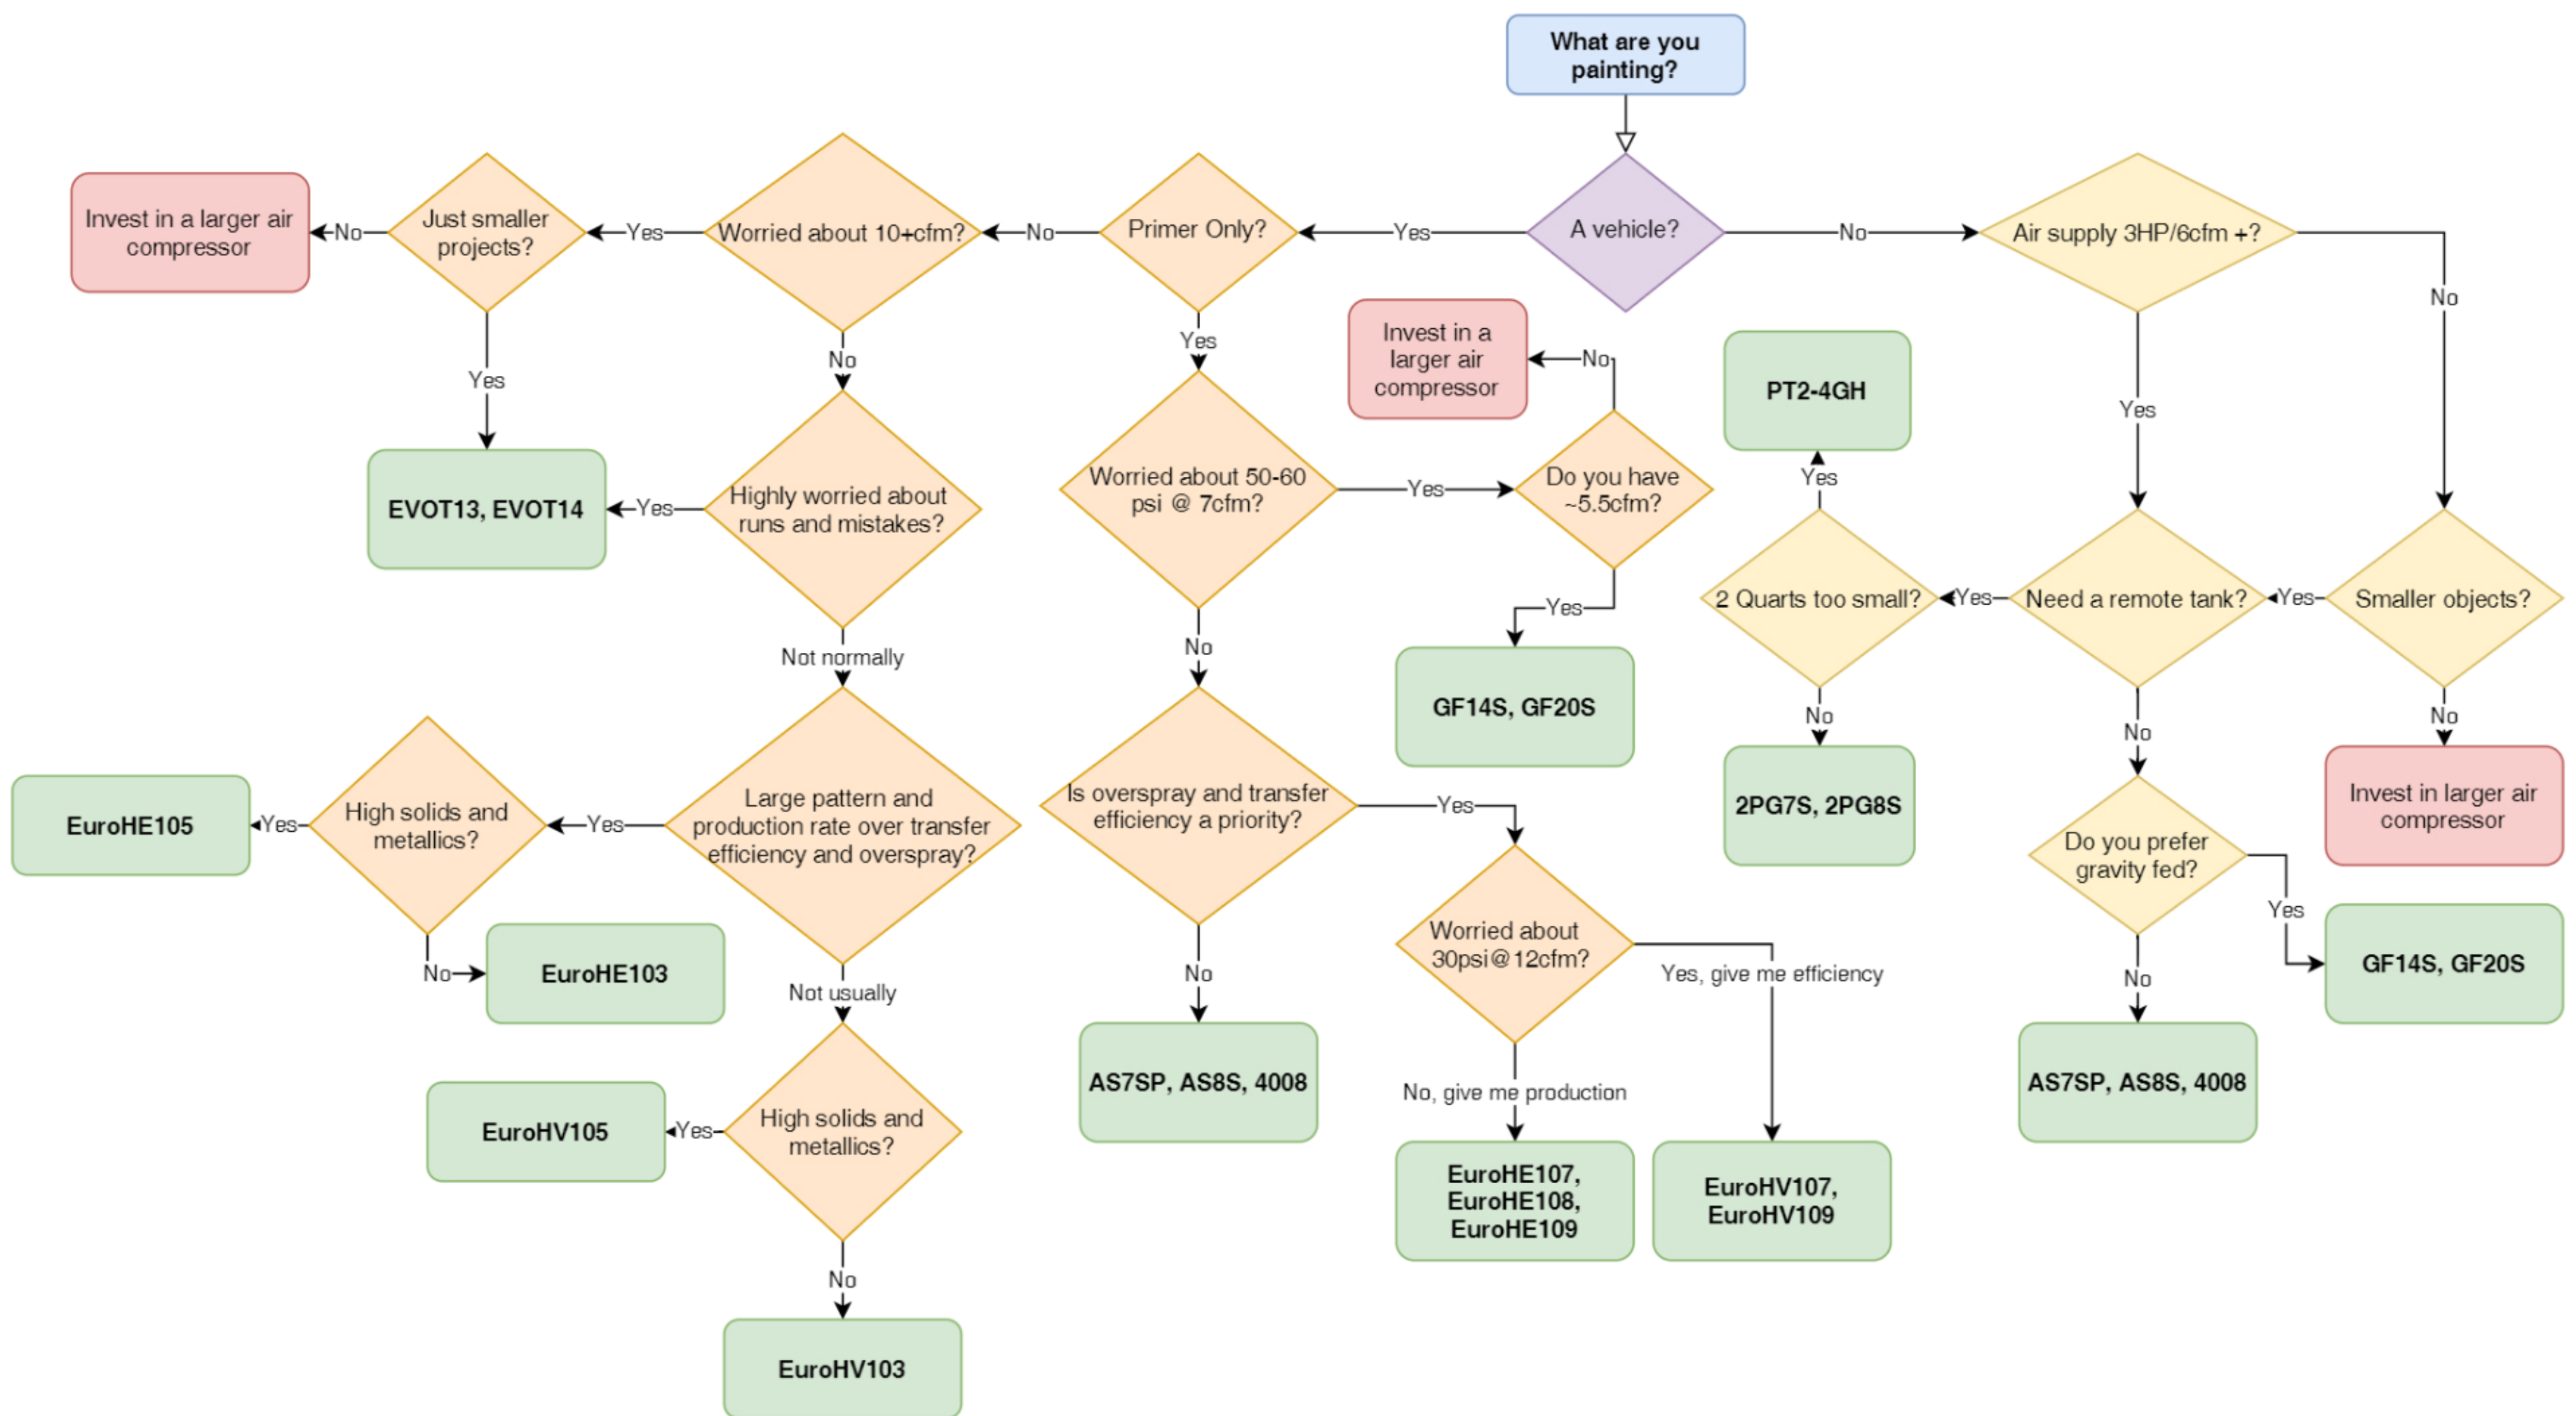 What are you
painting?
Invest in a larger air
compressor
No
Just smaller
projects?
Yes
Worried about 10+cfm?
No
Primer Only?
Yes
A vehicle?
No
Air supply 3HP/6cfm +?
No
Yes
Yes
No
Yes
Invest in a
larger air
compressor
No
PT2-4GH
Yes
EVOT13, EVOT14
Yes
Highly worried about
runs and mistakes?
Worried about 50-60
psi @ 7cfm?
Yes
Do you have
~5.5cfm?
Yes
2 Quarts too small?
Yes
Need a remote tank?
Yes
Smaller objects?
Not normally
No
Yes
GF14S, GF20S
No
No
No
EuroHE105
Yes
High solids and
metallics?
Yes
Large pattern and
production rate over transfer
efficiency and overspray?
Is overspray and transfer
efficiency a priority?
Yes
2PG7S, 2PG8S
Invest in larger air
compressor
Do you prefer
gravity fed?
Yes
No
EuroHE103
Not usually
No
Worried about
30psi@12cfm?
Yes, give me efficiency
No
GF14S, GF20S
EuroHV105
Yes
High solids and
metallics?
AS7SP, AS8S, 4008
No, give me production
AS7SP, AS8S, 4008
EuroHE107,
EuroHE108,
EuroHE109
EuroHV107,
EuroHV109
No
EuroHV103